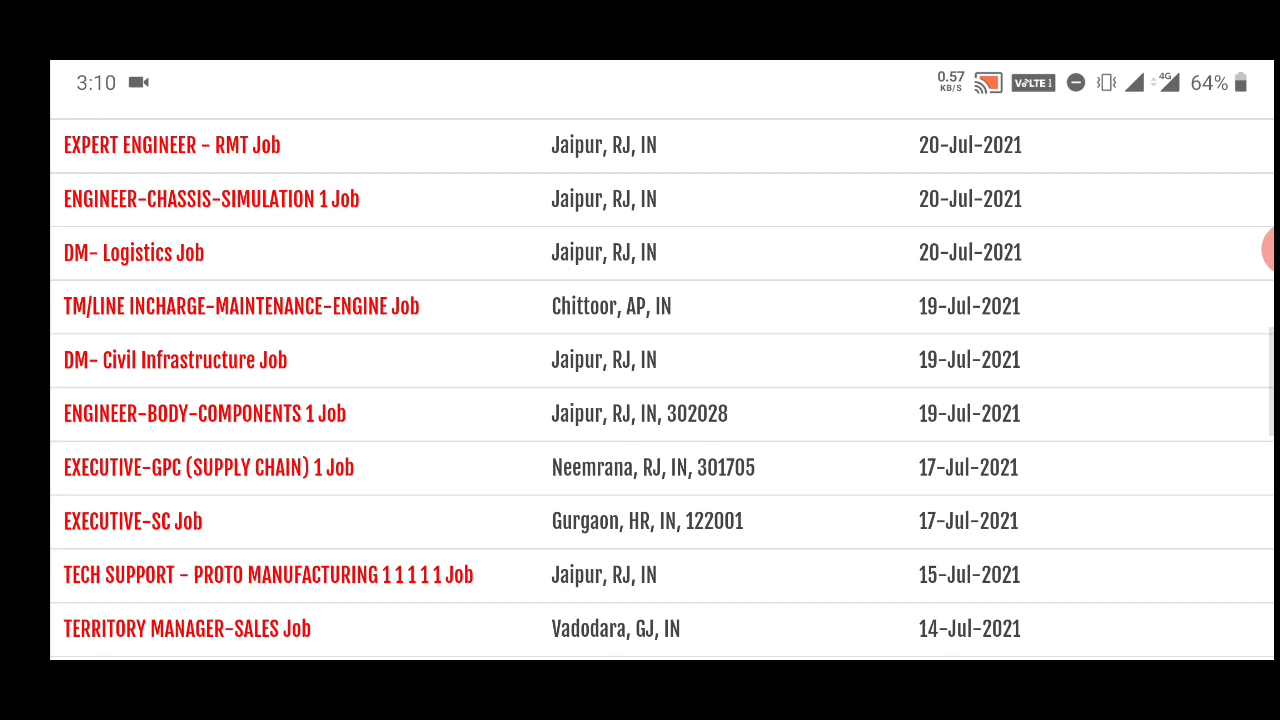 3:10 0.57 KB/S VoLTE 4G 64%
EXPERT ENGINEER - RMT Job Jaipur, RJ, IN 20-Jul-2021
ENGINEER-CHASSIS-SIMULATION 1 Job Jaipur, RJ, IN 20-Jul-2021
DM- Logistics Job Jaipur, RJ, IN 20-Jul-2021
TM/LINE INCHARGE-MAINTENANCE-ENGINE Job Chittoor, AP, IN 19-Jul-2021
DM- Civil Infrastructure Job Jaipur, RJ, IN 19-Jul-2021
ENGINEER-BODY-COMPONENTS 1 Job Jaipur, RJ, IN, 302028 19-Jul-2021
EXECUTIVE-GPC (SUPPLY CHAIN) 1 Job Neemrana, RJ, IN, 301705 17-Jul-2021
EXECUTIVE-SC Job Gurgaon, HR, IN, 122001 17-Jul-2021
TECH SUPPORT - PROTO MANUFACTURING 1 1 1 1 1 Job Jaipur, RJ, IN 15-Jul-2021
TERRITORY MANAGER-SALES Job Vadodara, GJ, IN 14-Jul-2021